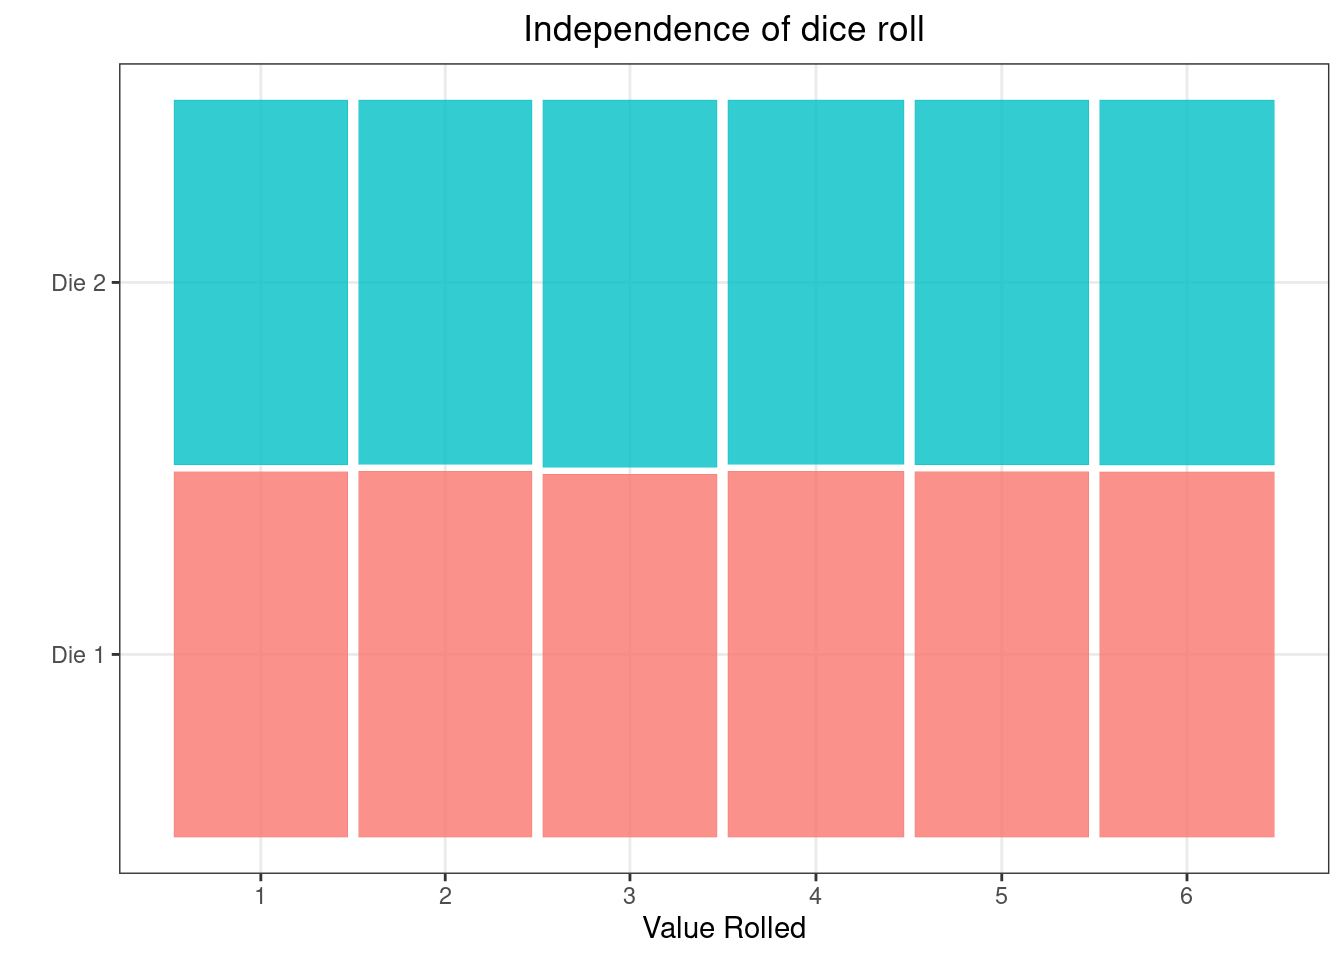 Independence of dice roll
Die 2
Die 1
1 2 3 4 5 6
Value Rolled